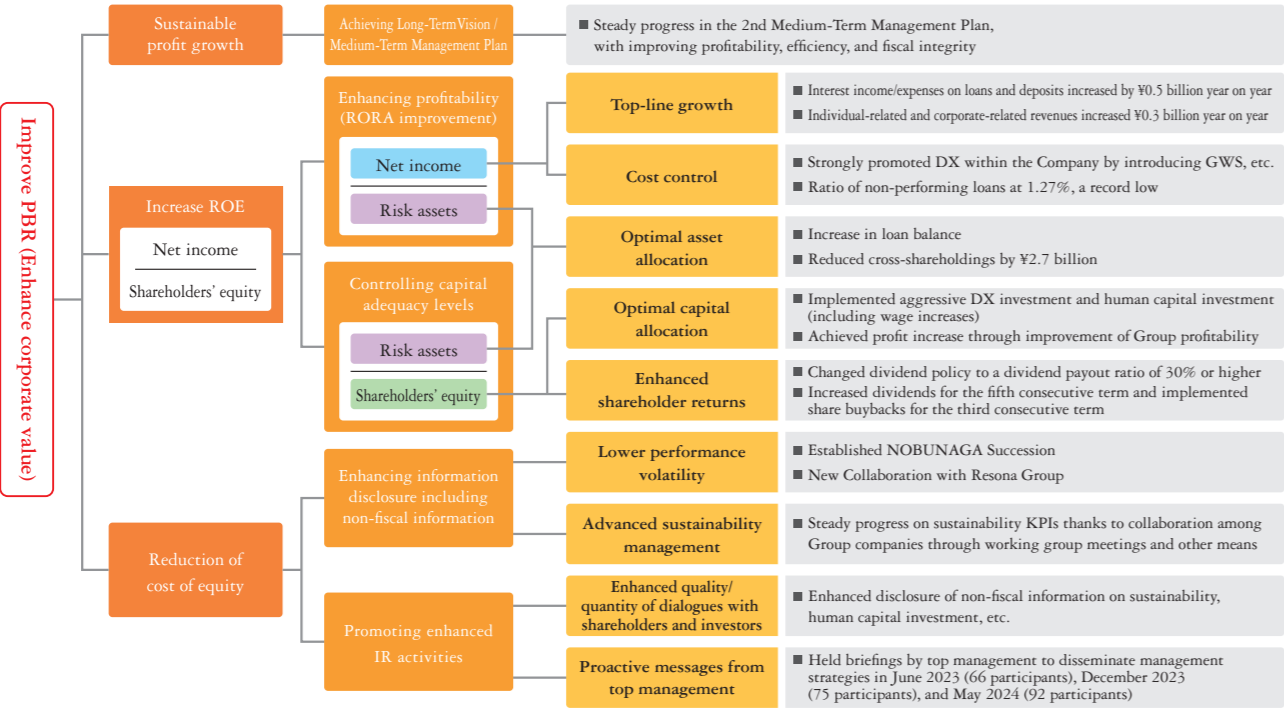 Improve PBR (Enhance corporate value)
Sustainable
profit growth
Achieving Long-Term Vision /
Medium-Term Management Plan
■ Steady progress in the 2nd Medium-Term Management Plan,
with improving profitability, efficiency, and fiscal integrity
Increase ROE
Net income
Shareholders' equity
Enhancing profitability
(RORA improvement)
Net income
Risk assets
Top-line growth
■ Interest income/expenses on loans and deposits increased by ¥0.5 billion year on year
■ Individual-related and corporate-related revenues increased ¥0.3 billion year on year
Cost control
■ Strongly promoted DX within the Company by introducing GWS, etc.
■ Ratio of non-performing loans at 1.27%, a record low
Optimal asset
allocation
■ Increase in loan balance
■ Reduced cross-shareholdings by ¥2.7 billion
Controlling capital
adequacy levels
Risk assets
Shareholders' equity
Optimal capital
allocation
■ Implemented aggressive DX investment and human capital investment
(including wage increases)
■ Achieved profit increase through improvement of Group profitability
Enhanced
shareholder returns
■ Changed dividend policy to a dividend payout ratio of 30% or higher
■ Increased dividends for the fifth consecutive term and implemented
share buybacks for the third consecutive term
Reduction of
cost of equity
Enhancing information
disclosure including
non-fiscal information
Lower performance
volatility
■ Established NOBUNAGA Succession
■ New Collaboration with Resona Group
Advanced sustainability
management
■ Steady progress on sustainability KPIs thanks to collaboration among
Group companies through working group meetings and other means
Promoting enhanced
IR activities
Enhanced quality/
quantity of dialogues with
shareholders and investors
■ Enhanced disclosure of non-fiscal information on sustainability,
human capital investment, etc.
Proactive messages from
top management
■ Held briefings by top management to disseminate management
strategies in June 2023 (66 participants), December 2023
(75 participants), and May 2024 (92 participants)